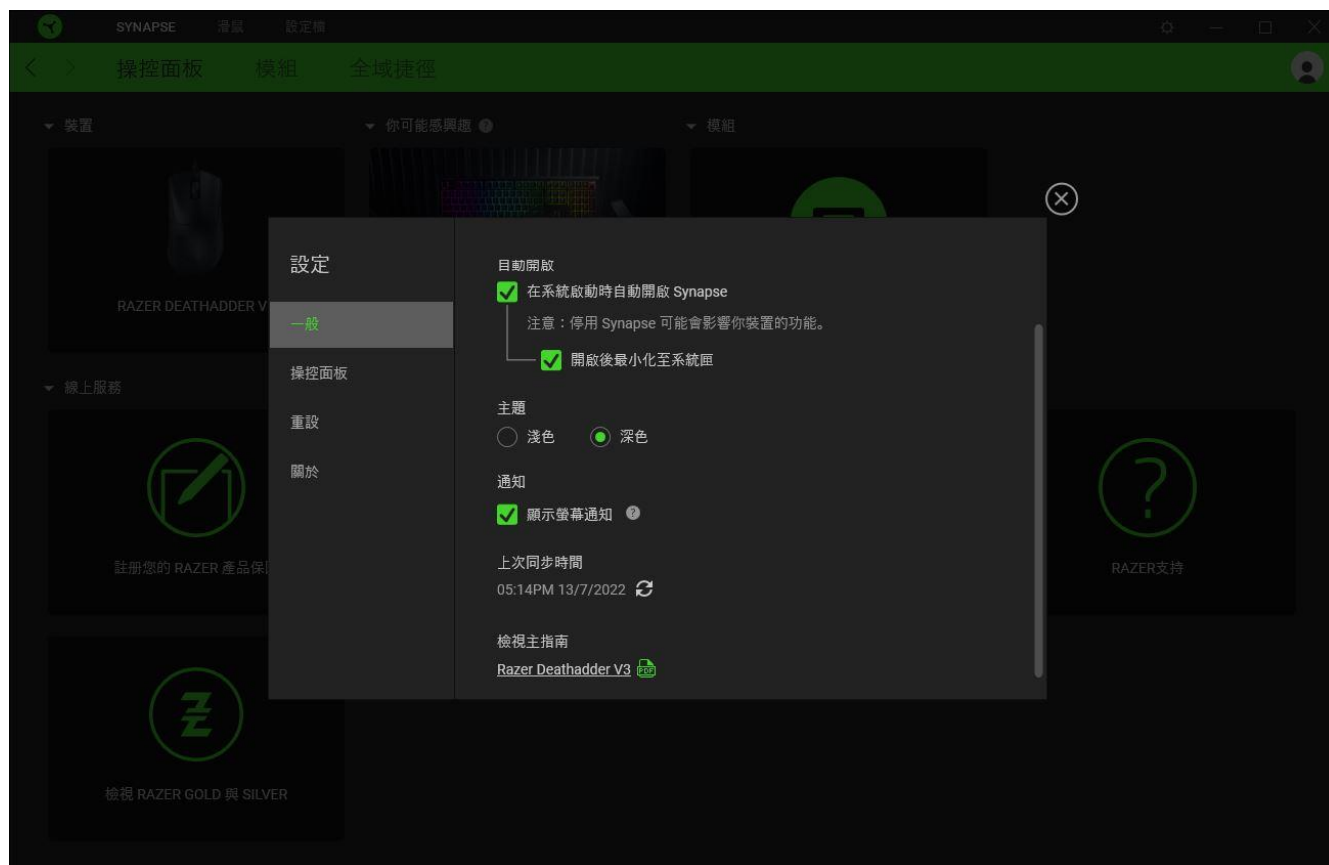 SYNAPSE 滑鼠 設定檔
操控面板 模組 全域捷徑
裝置
你可能感興趣
模組
RAZER DEATHADDER V
線上服務
註冊您的 RAZER 產品保
RAZER支持
檢視 RAZER GOLD 與 SILVER
設定
一般
操控面板
重設
關於
自動開啟
在系統啟動時自動開啟 Synapse
注意：停用 Synapse 可能會影響你裝置的功能。
開啟後最小化至系統匣
主題
淺色 深色
通知
顯示螢幕通知
上次同步時間
05:14PM 13/7/2022
檢視主指南
Razer Deathadder V3 PDF